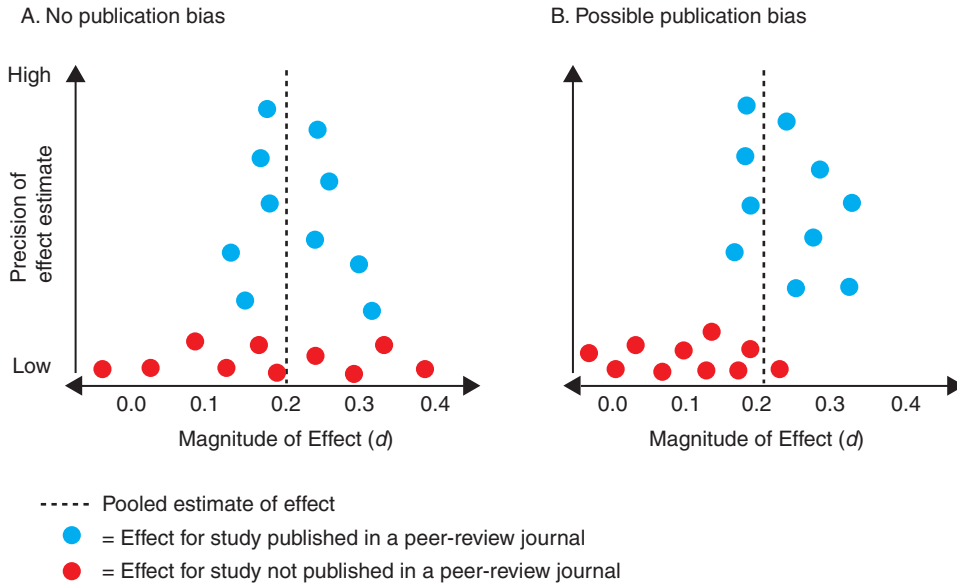 A. No publication bias
High
Precision of
effect estimate
Low
0.0 0.1 0.2 0.3 0.4
Magnitude of Effect (d)
B. Possible publication bias
0.0 0.1 0.2 0.3 0.4
Magnitude of Effect (d)
Pooled estimate of effect
= Effect for study published in a peer-review journal
= Effect for study not published in a peer-review journal